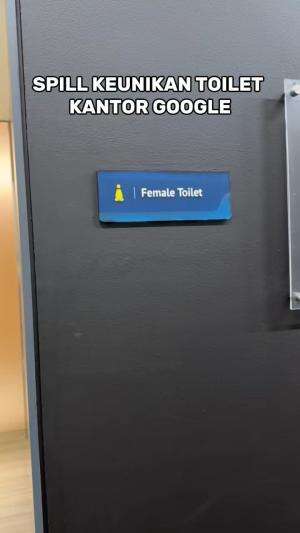 SPILL KEUNIKAN TOILET
KANTOR GOOGLE
Female Toilet